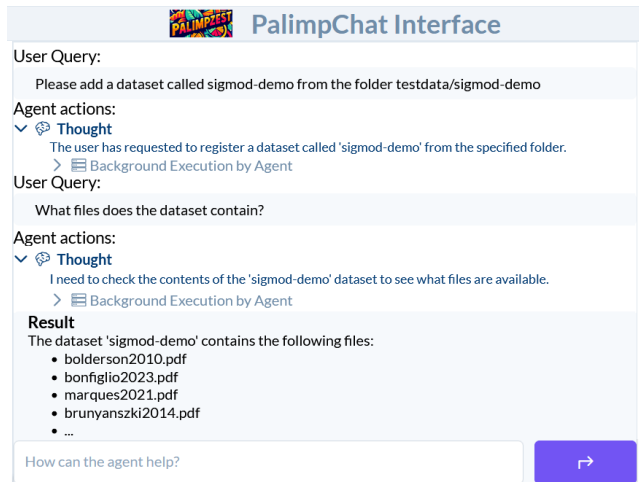 PALIMPZEST
PalimpChat Interface
User Query:
Please add a dataset called sigmod-demo from the folder testdata/sigmod-demo
Agent actions:
Thought
The user has requested to register a dataset called 'sigmod-demo' from the specified folder.
Background Execution by Agent
User Query:
What files does the dataset contain?
Agent actions:
Thought
I need to check the contents of the 'sigmod-demo' dataset to see what files are available.
Background Execution by Agent
Result
The dataset 'sigmod-demo' contains the following files:
• bolderson2010.pdf
• bonfiglio2023.pdf
• marques2021.pdf
• brunyanszki2014.pdf
• ...
How can the agent help?